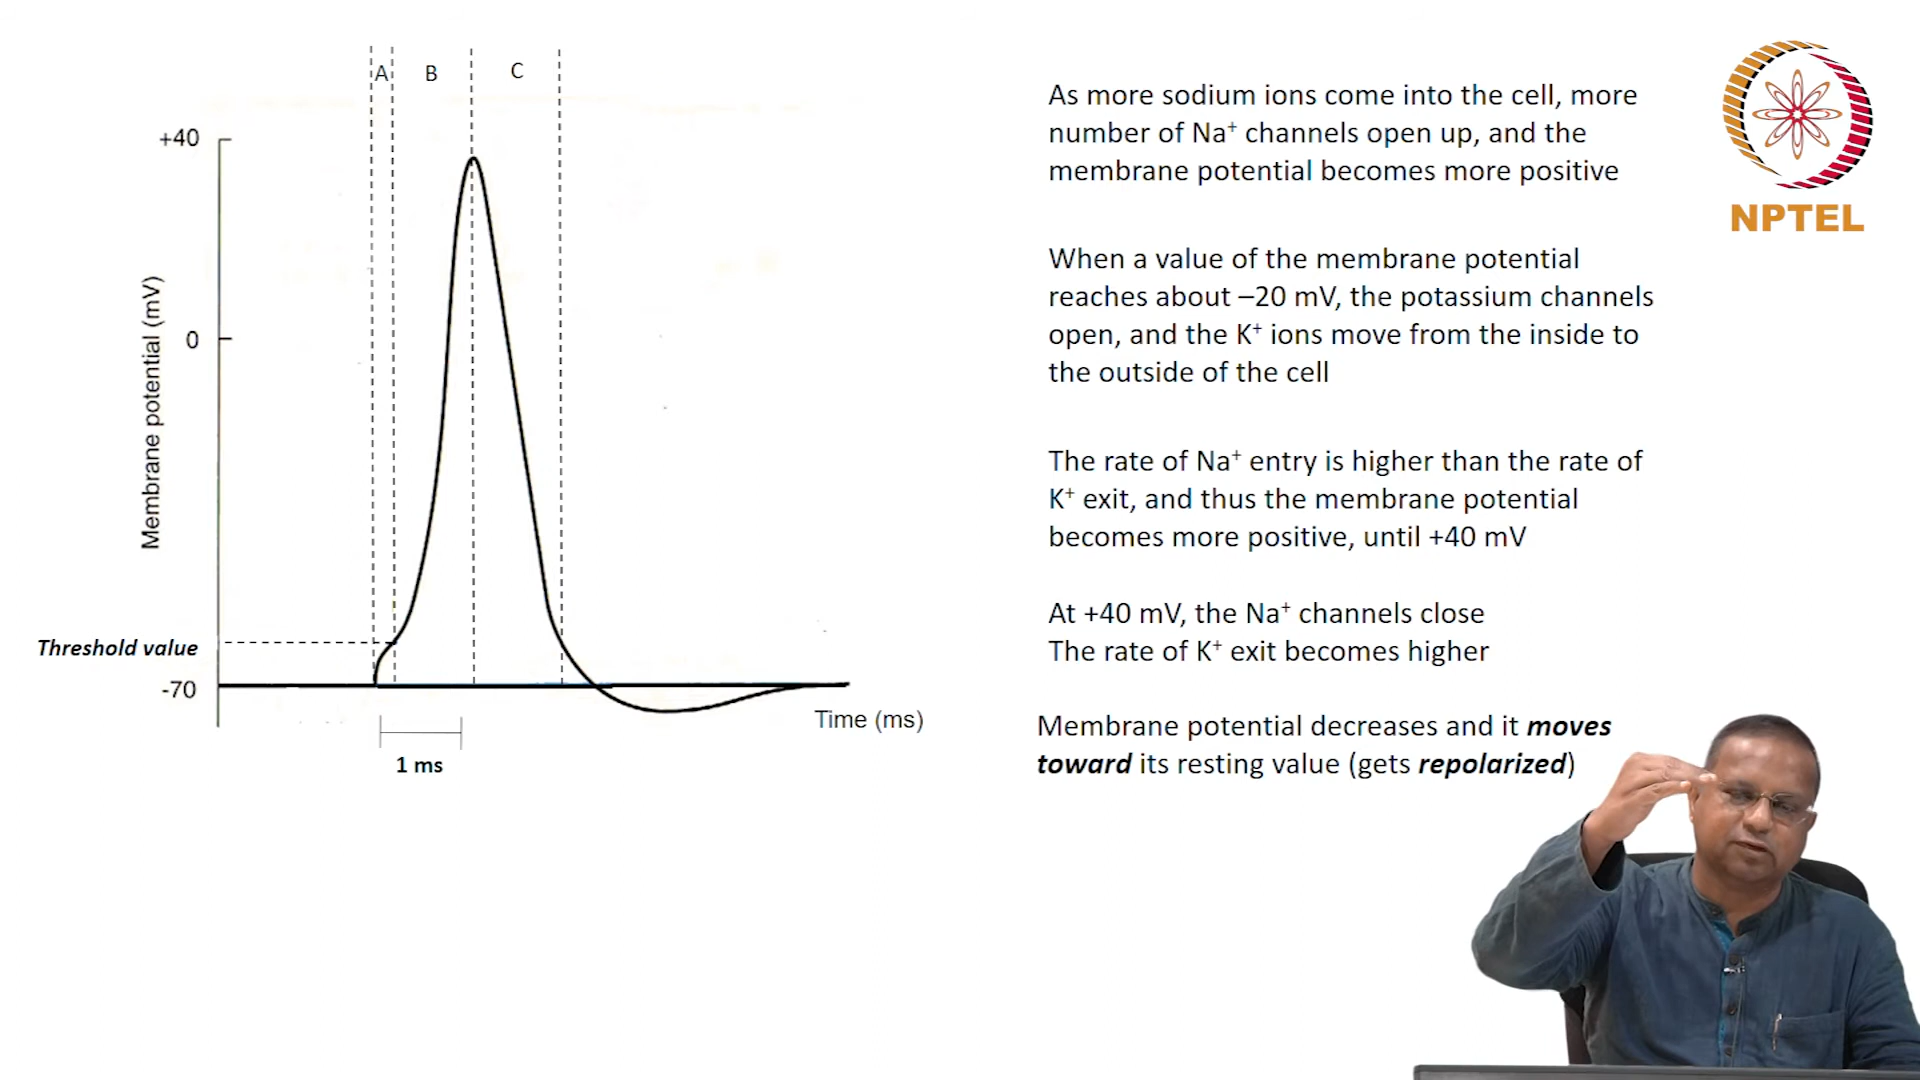 A B C
+40
0
Membrane potential (mV)
Threshold value
-70
Time (ms)
1 ms
As more sodium ions come into the cell, more
number of Na⁺ channels open up, and the
membrane potential becomes more positive
When a value of the membrane potential
reaches about –20 mV, the potassium channels
open, and the K⁺ ions move from the inside to
the outside of the cell
The rate of Na⁺ entry is higher than the rate of
K⁺ exit, and thus the membrane potential
becomes more positive, until +40 mV
At +40 mV, the Na⁺ channels close
The rate of K⁺ exit becomes higher
Membrane potential decreases and it moves
toward its resting value (gets repolarized)
NPTEL